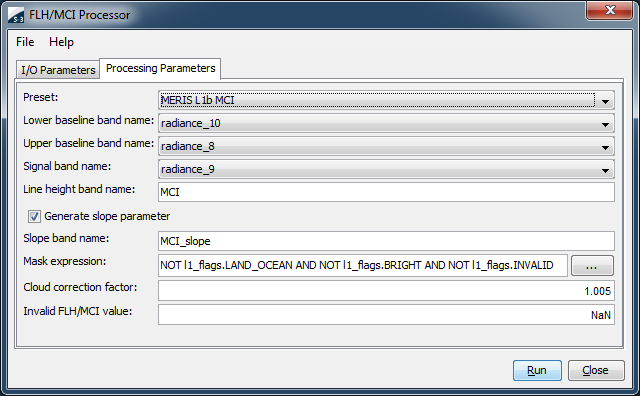 S-3 FLH/MCI Processor
File Help
I/O Parameters Processing Parameters
Preset: MERIS L1b MCI
Lower baseline band name: radiance_10
Upper baseline band name: radiance_8
Signal band name: radiance_9
Line height band name: MCI
Generate slope parameter
Slope band name: MCI_slope
Mask expression: NOT l1_flags.LAND_OCEAN AND NOT l1_flags.BRIGHT AND NOT l1_flags.INVALID ...
Cloud correction factor: 1.005
Invalid FLH/MCI value: NaN
Run Close